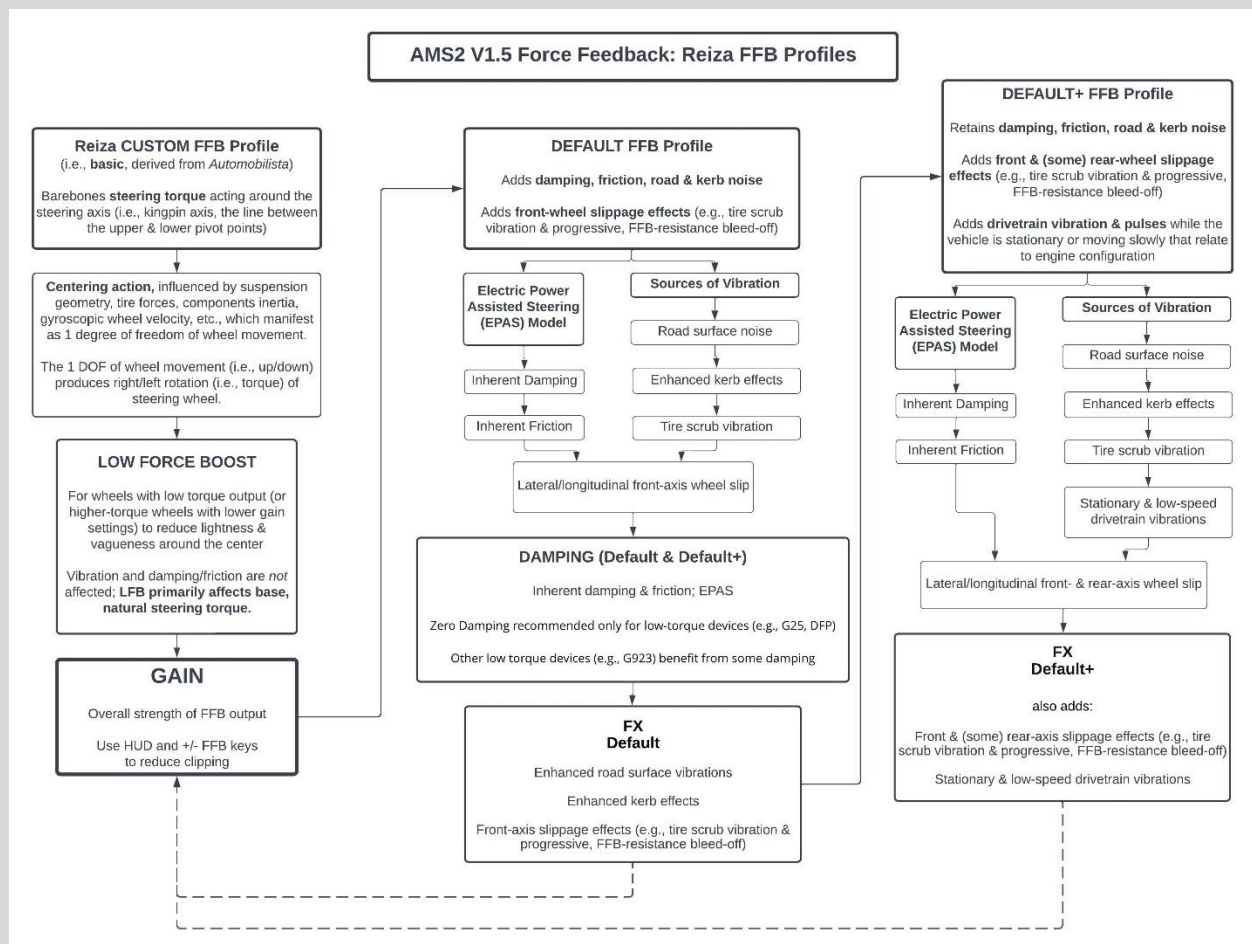 AMS2 V1.5 Force Feedback: Reiza FFB Profiles
Reiza CUSTOM FFB Profile
(i.e., basic, derived from Automobilista)
Barebones steering torque acting around the
steering axis (i.e., kingpin axis, the line between
the upper & lower pivot points)
Centering action, influenced by suspension
geometry, tire forces, components inertia,
gyroscopic wheel velocity, etc., which manifest
as 1 degree of freedom of wheel movement.
The 1 DOF of wheel movement (i.e., up/down)
produces right/left rotation (i.e., torque) of
steering wheel.
LOW FORCE BOOST
For wheels with low torque output (or
higher-torque wheels with lower gain
settings) to reduce lightness &
vagueness around the center
Vibration and damping/friction are not
affected; LFB primarily affects base,
natural steering torque.
GAIN
Overall strength of FFB output
Use HUD and +/- FFB keys
to reduce clipping
DEFAULT FFB Profile
Adds damping, friction, road & kerb noise
Adds front-wheel slippage effects (e.g., tire scrub
vibration & progressive, FFB-resistance bleed-off)
Electric Power
Assisted Steering
(EPAS) Model
Inherent Damping
Inherent Friction
Sources of Vibration
Road surface noise
Enhanced kerb effects
Tire scrub vibration
Lateral/longitudinal front-axis wheel slip
DAMPING (Default & Default+)
Inherent damping & friction; EPAS
Zero Damping recommended only for low-torque devices (e.g., G25, DFP)
Other low torque devices (e.g., G923) benefit from some damping
FX
Default
Enhanced road surface vibrations
Enhanced kerb effects
Front-axis slippage effects (e.g., tire scrub vibration &
progressive, FFB-resistance bleed-off)
DEFAULT+ FFB Profile
Retains damping, friction, road & kerb noise
Adds front & (some) rear-wheel slippage
effects (e.g., tire scrub vibration & progressive,
FFB-resistance bleed-off)
Adds drivetrain vibration & pulses while the
vehicle is stationary or moving slowly that relate
to engine configuration
Electric Power
Assisted Steering
(EPAS) Model
Inherent Damping
Inherent Friction
Sources of Vibration
Road surface noise
Enhanced kerb effects
Tire scrub vibration
Stationary & low-speed
drivetrain vibrations
Lateral/longitudinal front- & rear-axis wheel slip
FX
Default+
also adds:
Front & (some) rear-axis slippage effects (e.g., tire
scrub vibration & progressive, FFB-resistance bleed-off)
Stationary & low-speed drivetrain vibrations